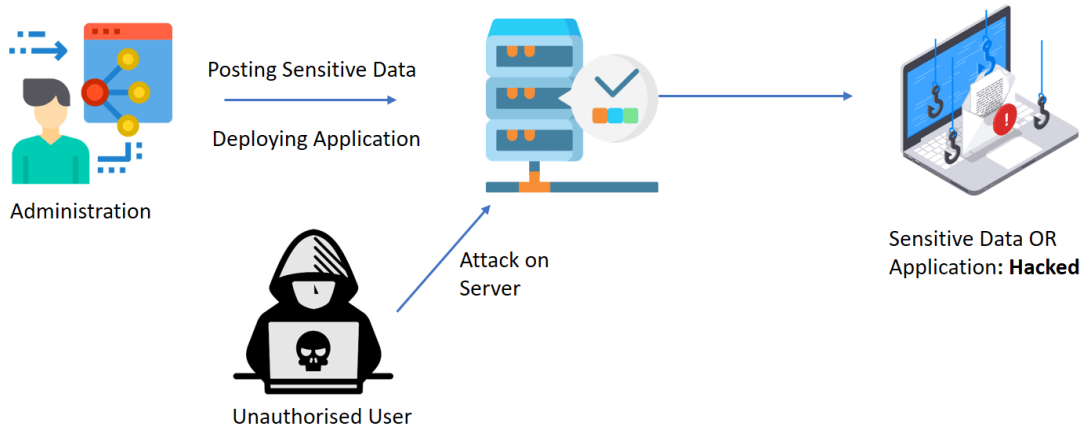 Posting Sensitive Data
Deploying Application
Administration
Attack on
Server
Unauthorised User
Sensitive Data OR
Application: Hacked